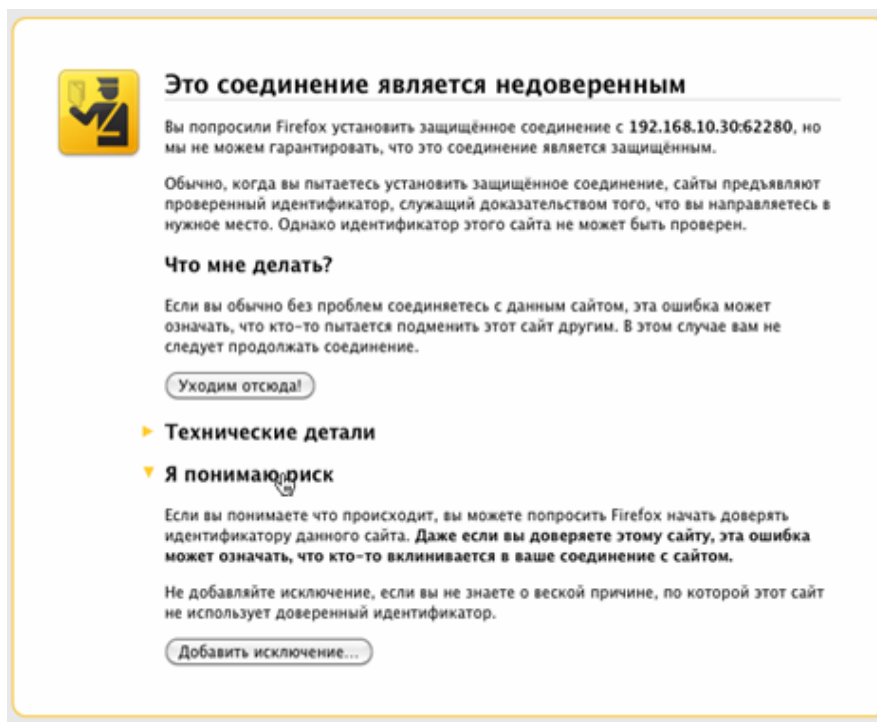 Это соединение является недоверенным
Вы попросили Firefox установить защищённое соединение с 192.168.10.30:62280, но
мы не можем гарантировать, что это соединение является защищённым.
Обычно, когда вы пытаетесь установить защищённое соединение, сайты предъявляют
проверенный идентификатор, служащий доказательством того, что вы направляетесь в
нужное место. Однако идентификатор этого сайта не может быть проверен.
Что мне делать?
Если вы обычно без проблем соединяетесь с данным сайтом, эта ошибка может
означать, что кто-то пытается подменить этот сайт другим. В этом случае вам не
следует продолжать соединение.
Уходим отсюда!
Технические детали
Я понимаю риск
Если вы понимаете что происходит, вы можете попросить Firefox начать доверять
идентификатору данного сайта. Даже если вы доверяете этому сайту, эта ошибка
может означать, что кто-то вклинивается в ваше соединение с сайтом.
Не добавляйте исключение, если вы не знаете о веской причине, по которой этот сайт
не использует доверенный идентификатор.
Добавить исключение...